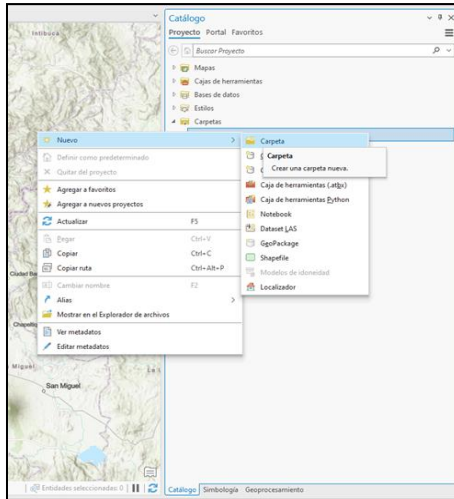 Catálogo
Proyecto Portal Favoritos
Intibucá
Buscar Proyecto
Mapas
Cajas de herramientas
Bases de datos
Estilos
Carpetas
Nuevo
Definir como predeterminado
Quitar del proyecto
Agregar a favoritos
Agregar a nuevos proyectos
Actualizar F5
Pegar Ctrl+V
Copiar Ctrl+C
Copiar ruta Ctrl+Alt+P
Cambiar nombre F2
Alias
Mostrar en el Explorador de archivos
Ver metadatos
Editar metadatos
Carpeta
Carpeta
Crear una carpeta nueva.
Caja de herramientas (.atbx)
Caja de herramientas Python
Notebook
Dataset LAS
GeoPackage
Shapefile
Modelos de idoneidad
Localizador
Ciudad
Miguel
San Miguel
Entidades seleccionadas: 0
Catálogo Simbología Geoprocesamiento